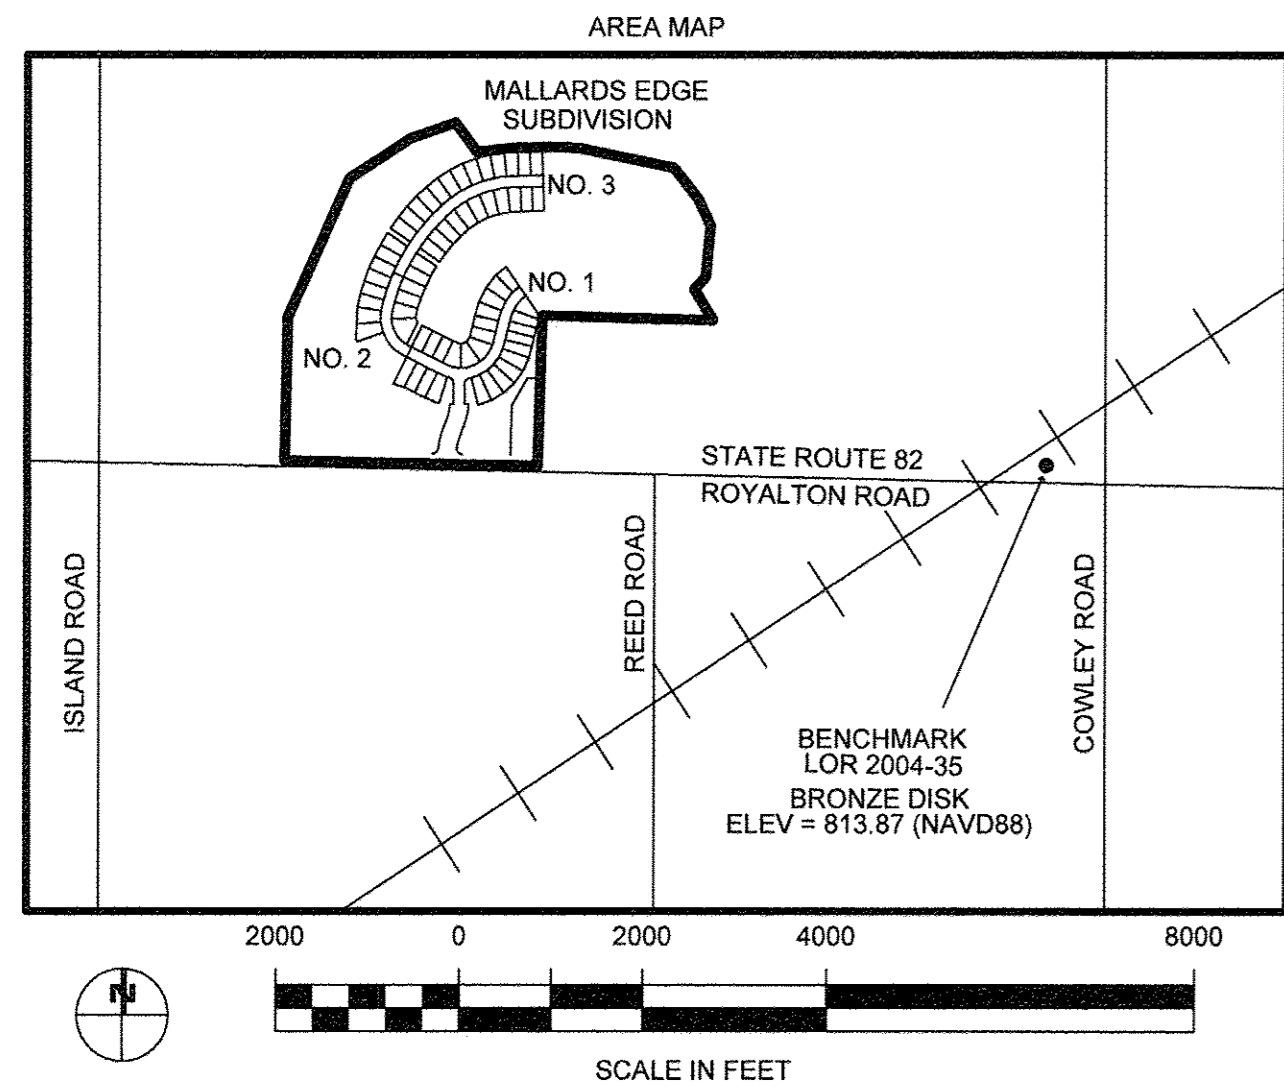 AREA MAP
MALLARDS EDGE
SUBDIVISION
NO. 3
NO. 1
NO. 2
STATE ROUTE 82
ROYALTON ROAD
ISLAND ROAD
REED ROAD
COWLEY ROAD
BENCHMARK
LOR 2004-35
BRONZE DISK
ELEV = 813.87 (NAVD88)
2000 0 2000 4000 8000
N
SCALE IN FEET